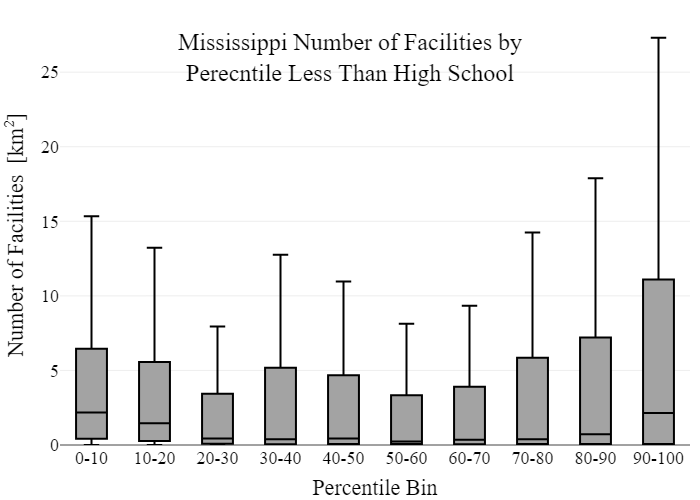 Mississippi Number of Facilities by
Perecntile Less Than High School
Number of Facilities [km²]
25
20
15
10
5
0
0-10 10-20 20-30 30-40 40-50 50-60 60-70 70-80 80-90 90-100
Percentile Bin